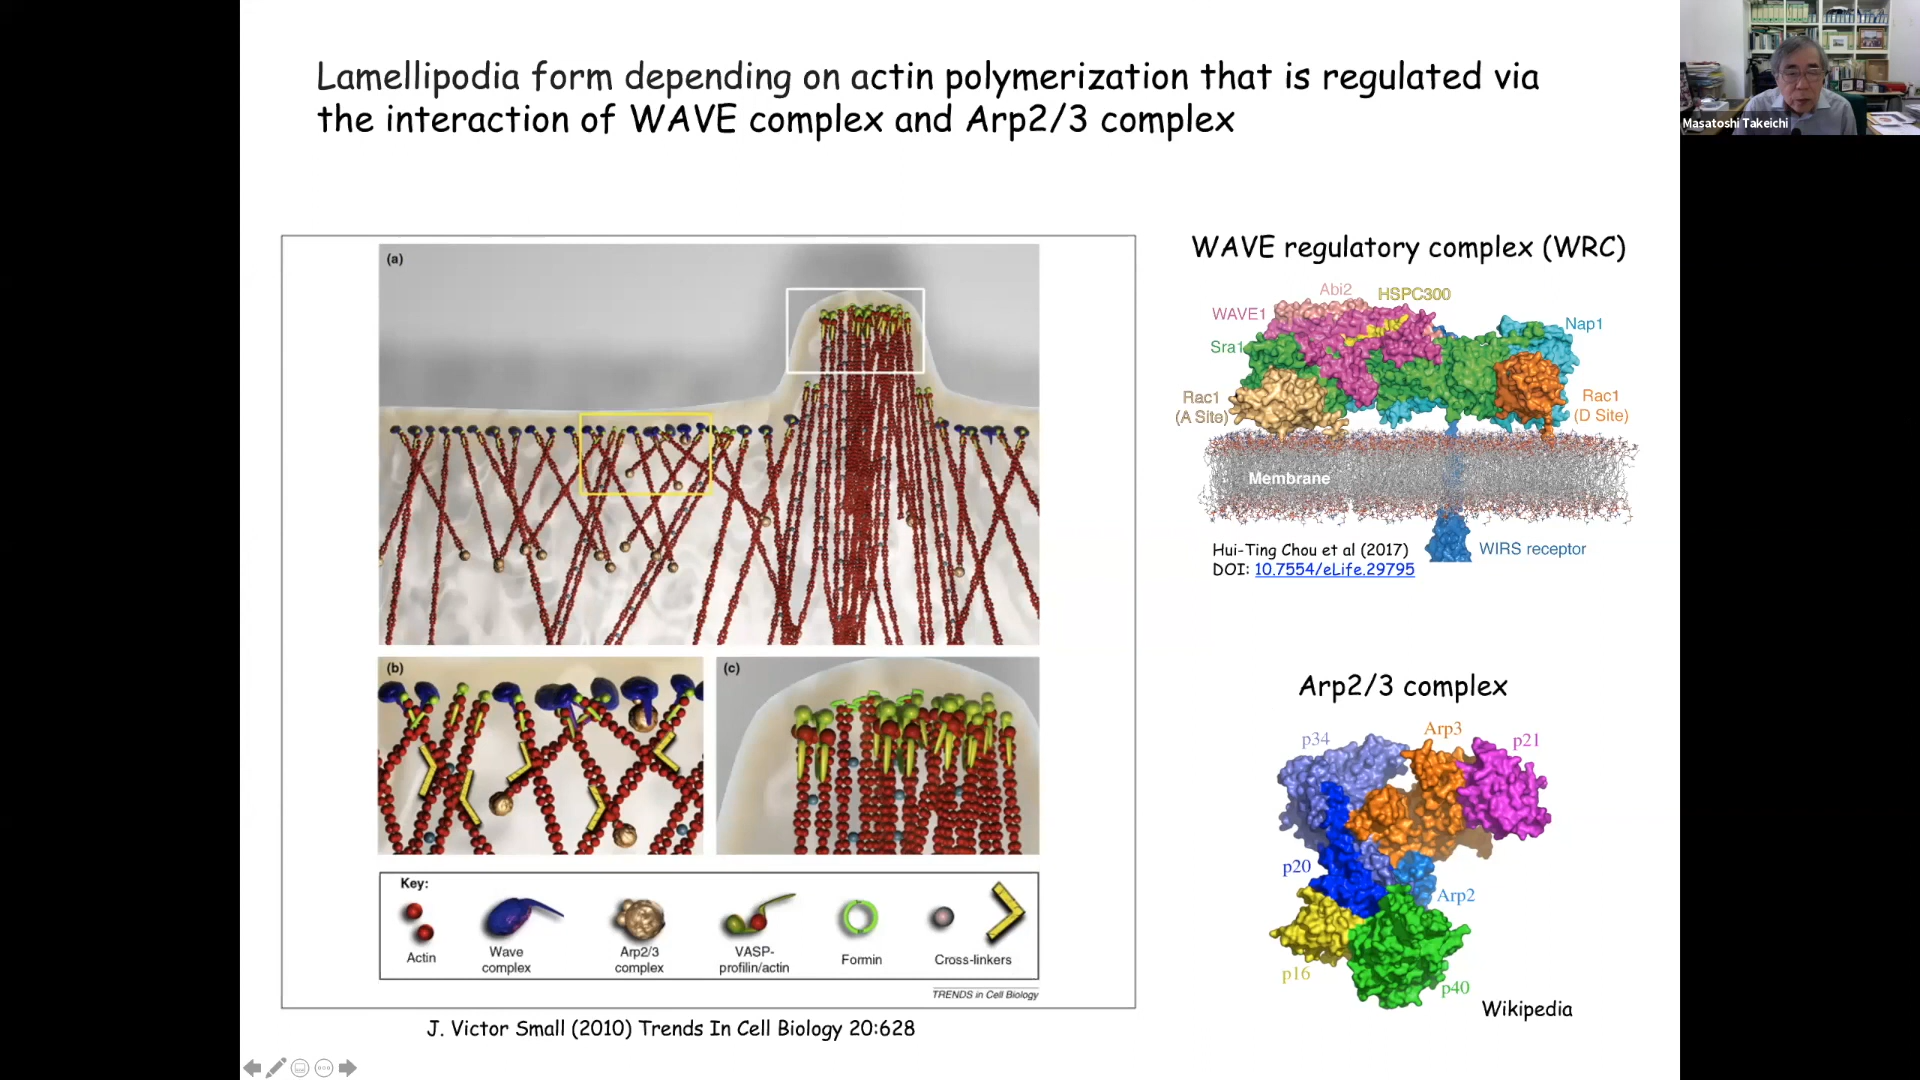 Lamellipodia form depending on actin polymerization that is regulated via
the interaction of WAVE complex and Arp2/3 complex
Masatoshi Takeichi
(a)
(b)
(c)
Key:
Actin
Wave
complex
Arp2/3
complex
VASP-
profilin/actin
Formin
Cross-linkers
TRENDS in Cell Biology
J. Victor Small (2010) Trends In Cell Biology 20:628
WAVE regulatory complex (WRC)
Abi2
HSPC300
WAVE1
Nap1
Sra1
Rac1
(A Site)
Rac1
(D Site)
Membrane
WIRS receptor
Hui-Ting Chou et al (2017)
DOI: 10.7554/eLife.29795
Arp2/3 complex
Arp3
p34
p21
p20
Arp2
p16
p40
Wikipedia